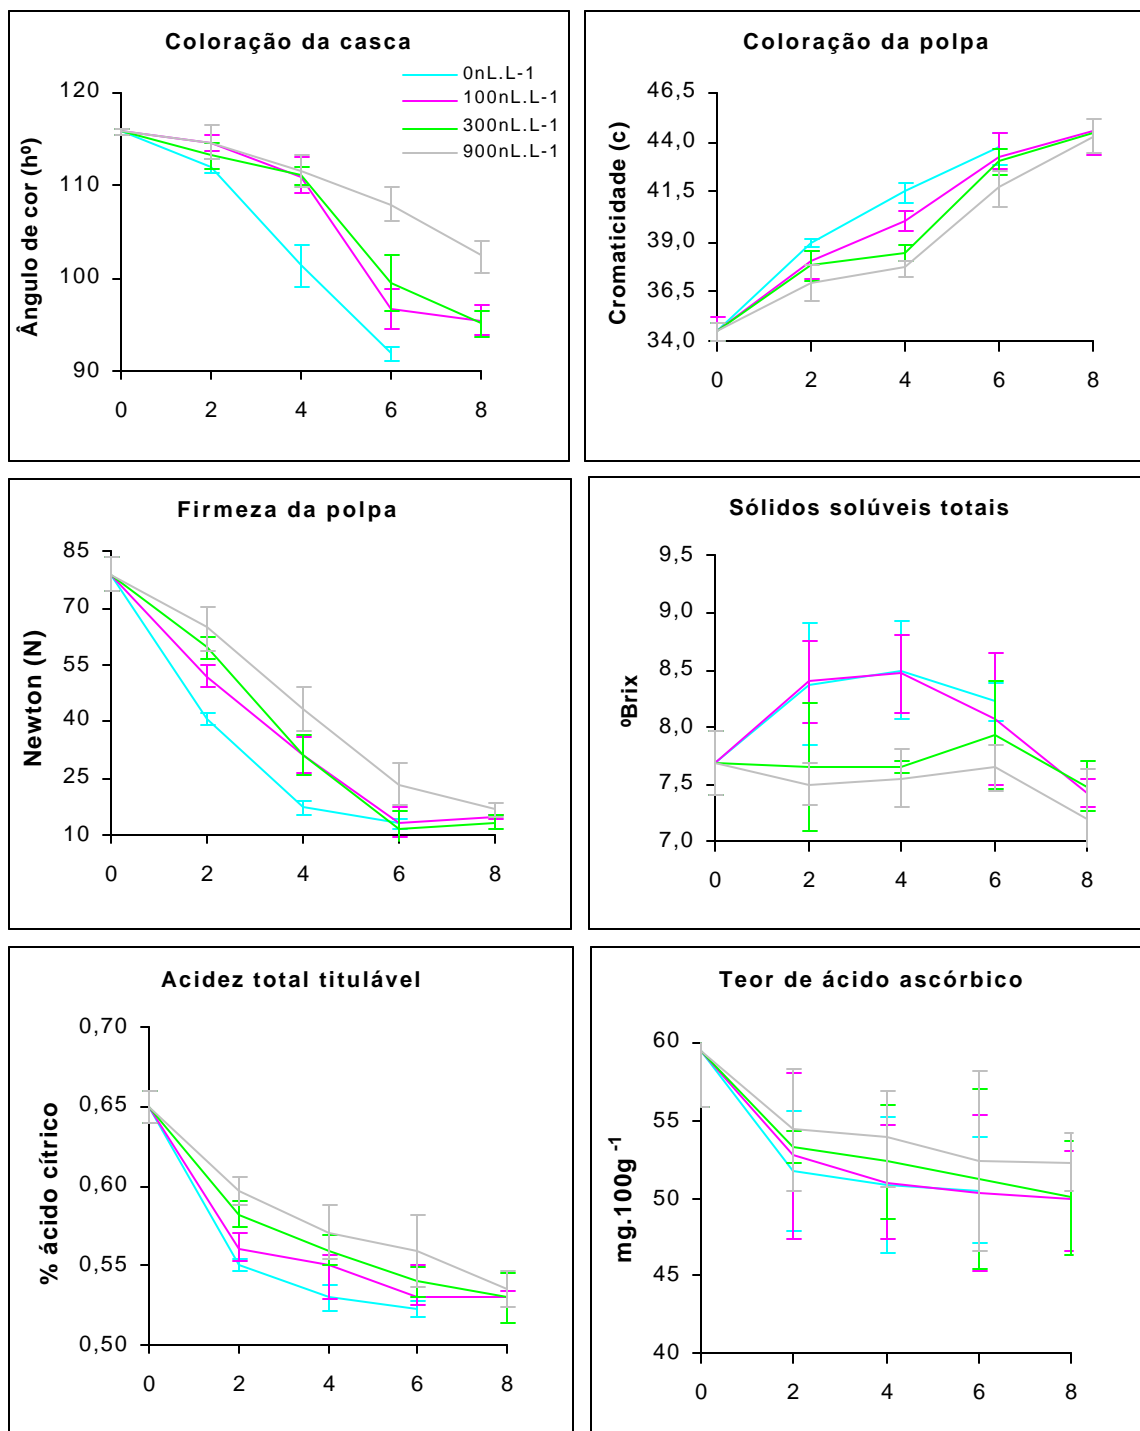 Coloração da casca
0nL.L-1
100nL.L-1
300nL.L-1
900nL.L-1
Ângulo de cor (hº)
120
110
100
90
0 2 4 6 8
Coloração da polpa
Cromaticidade (c)
46,5
44,0
41,5
39,0
36,5
34,0
0 2 4 6 8
Firmeza da polpa
Newton (N)
85
70
55
40
25
10
0 2 4 6 8
Sólidos solúveis totais
ºBrix
9,5
9,0
8,5
8,0
7,5
7,0
0 2 4 6 8
Acidez total titulável
% ácido cítrico
0,70
0,65
0,60
0,55
0,50
0 2 4 6 8
Teor de ácido ascórbico
mg.100g⁻¹
60
55
50
45
40
0 2 4 6 8